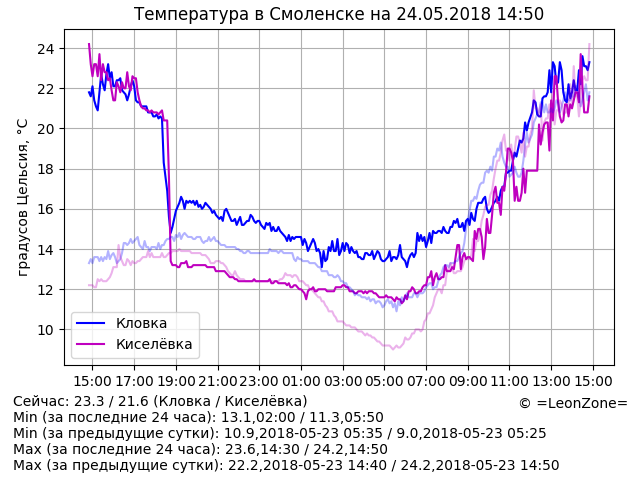 Температура в Смоленске на 24.05.2018 14:50
градусов Цельсия, °C
24
22
20
18
16
14
12
10
Кловка
Киселёвка
15:00 17:00 19:00 21:00 23:00 01:00 03:00 05:00 07:00 09:00 11:00 13:00 15:00
Сейчас: 23.3 / 21.6 (Кловка / Киселёвка)
© =LeonZone=
Min (за последние 24 часа): 13.1,02:00 / 11.3,05:50
Min (за предыдущие сутки): 10.9,2018-05-23 05:35 / 9.0,2018-05-23 05:25
Max (за последние 24 часа): 23.6,14:30 / 24.2,14:50
Max (за предыдущие сутки): 22.2,2018-05-23 14:40 / 24.2,2018-05-23 14:50